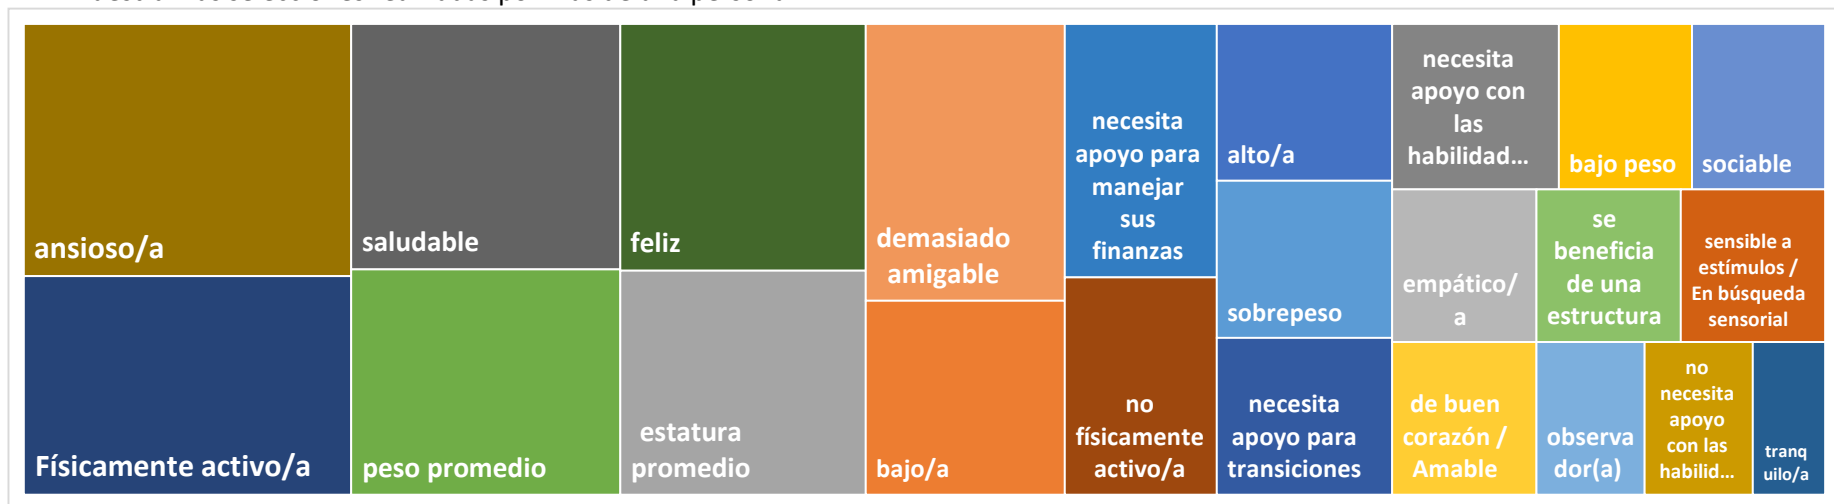 ansioso/a
Físicamente activo/a
saludable
peso promedio
feliz
estatura
promedio
demasiado
amigable
bajo/a
necesita
apoyo para
manejar
sus
finanzas
no
físicamente
activo/a
alto/a
sobrepeso
necesita
apoyo para
transiciones
necesita
apoyo con
las
habilidad...
bajo peso
sociable
empático/
a
se
beneficia
de una
estructura
sensible a
estímulos /
En búsqueda
sensorial
de buen
corazón /
Amable
observa
dor(a)
no
necesita
apoyo
con las
habilid...
tranq
uilo/a